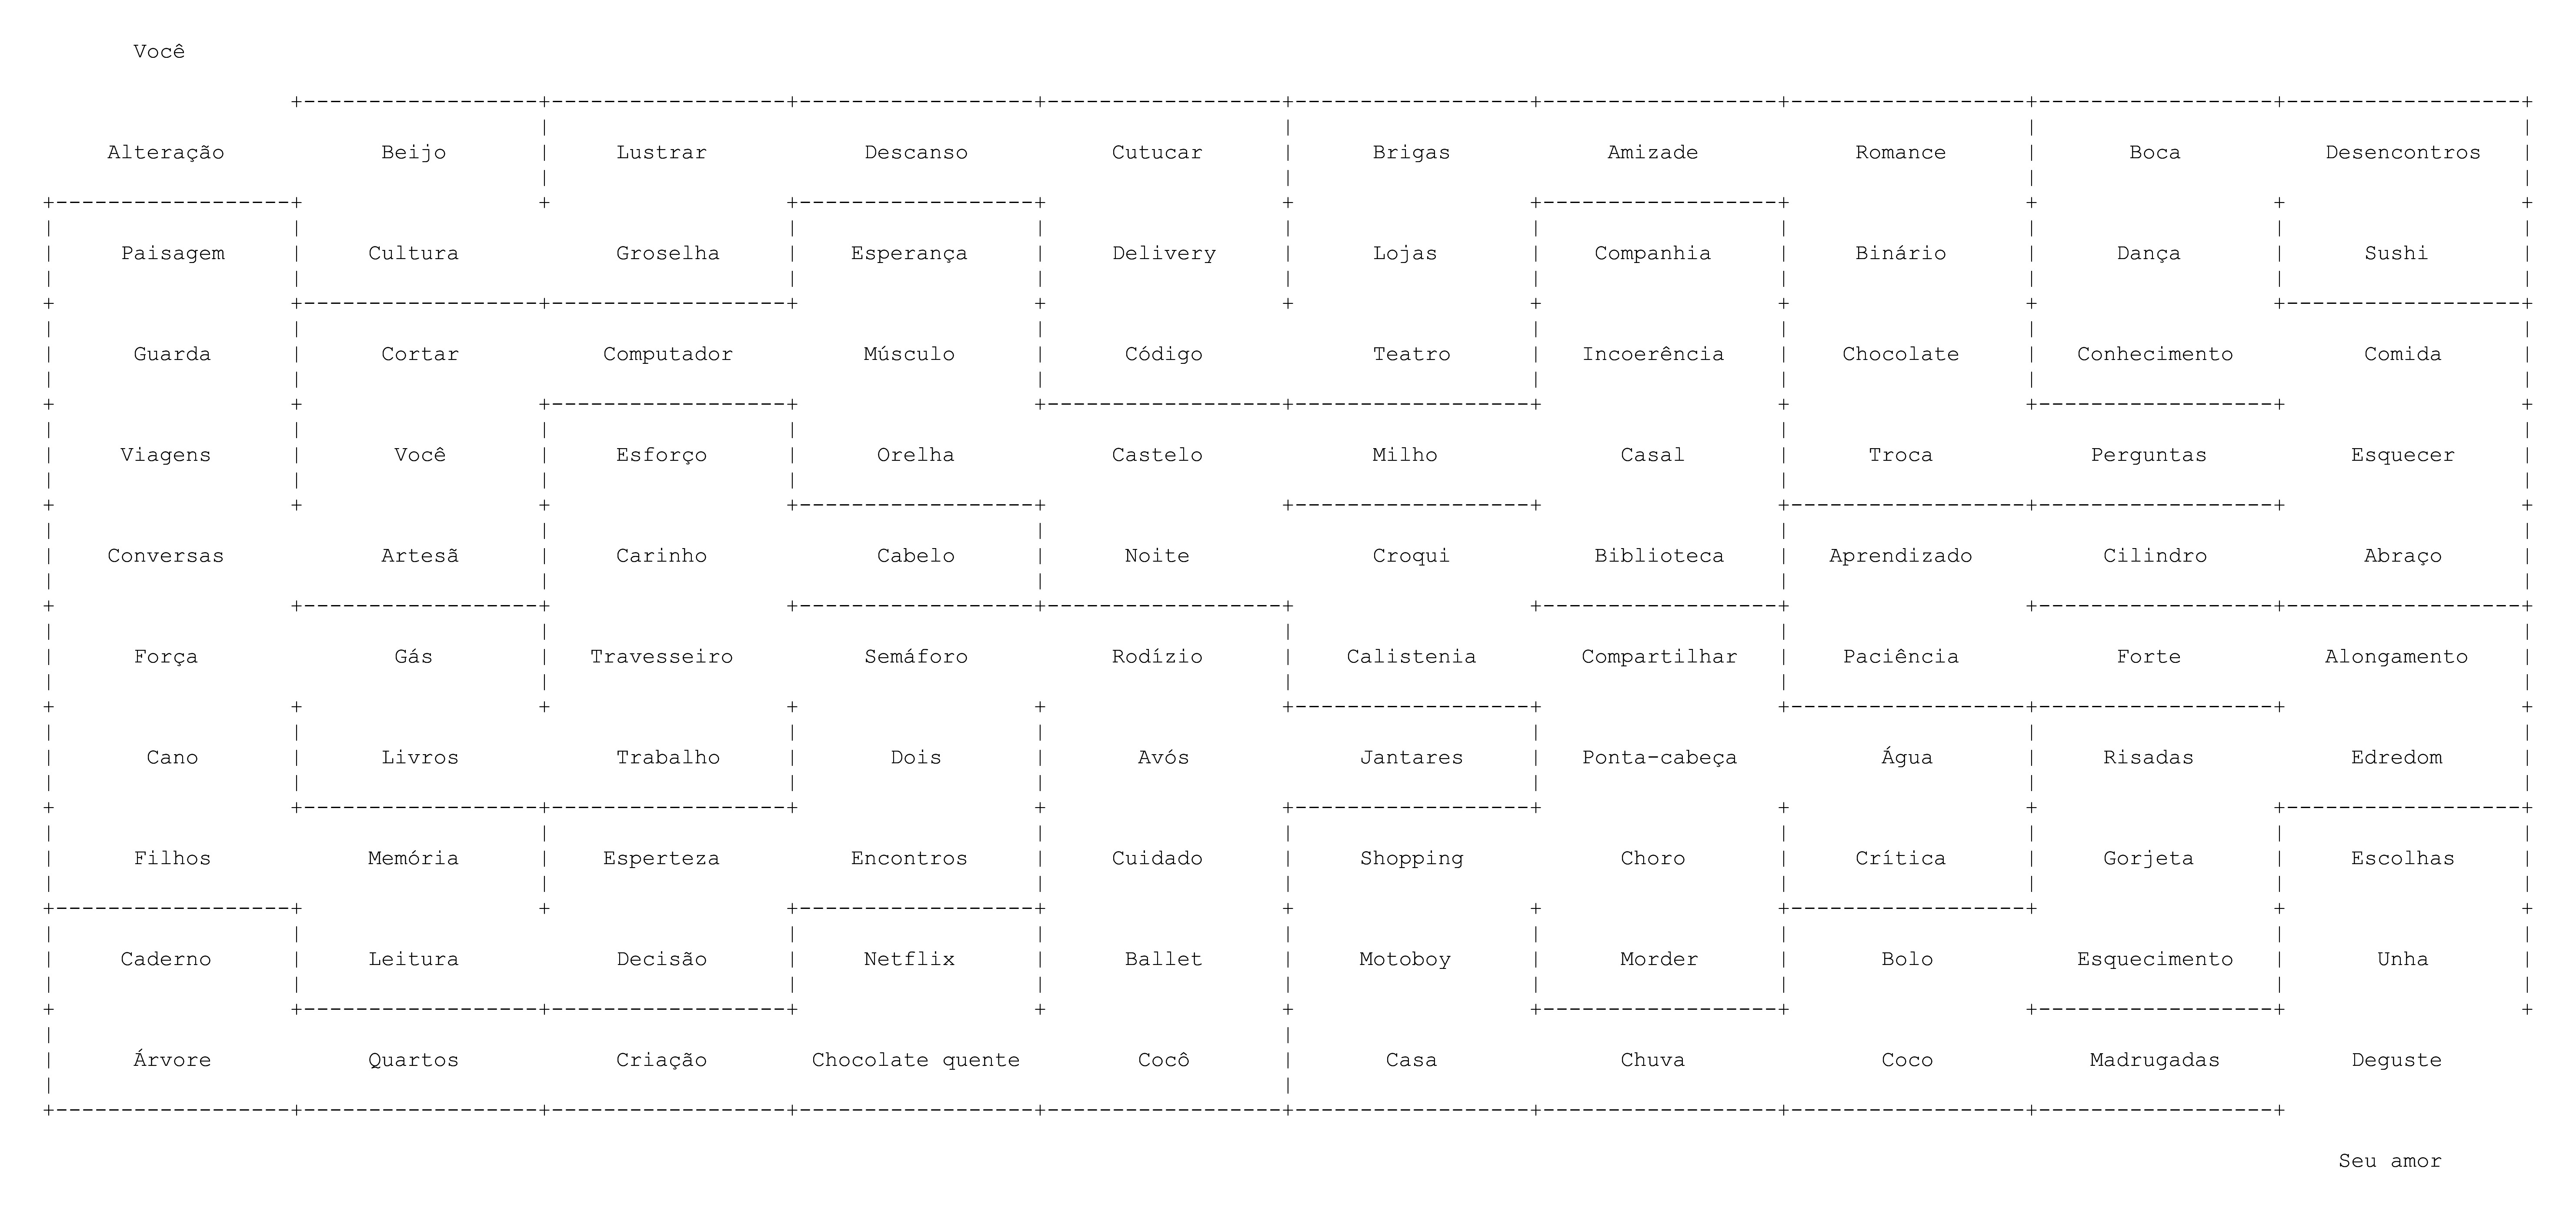 Você
Alteração Beijo Lustrar Descanso Cutucar Brigas Amizade Romance Boca Desencontros
Paisagem Cultura Groselha Esperança Delivery Lojas Companhia Binário Dança Sushi
Guarda Cortar Computador Músculo Código Teatro Incoerência Chocolate Conhecimento Comida
Viagens Você Esforço Orelha Castelo Milho Casal Troca Perguntas Esquecer
Conversas Artesã Carinho Cabelo Noite Croqui Biblioteca Aprendizado Cilindro Abraço
Força Gás Travesseiro Semáforo Rodízio Calistenia Compartilhar Paciência Forte Alongamento
Cano Livros Trabalho Dois Avós Jantares Ponta-cabeça Água Risadas Edredom
Filhos Memória Esperteza Encontros Cuidado Shopping Choro Crítica Gorjeta Escolhas
Caderno Leitura Decisão Netflix Ballet Motoboy Morder Bolo Esquecimento Unha
Árvore Quartos Criação Chocolate quente Cocô Casa Chuva Coco Madrugadas Deguste
Seu amor